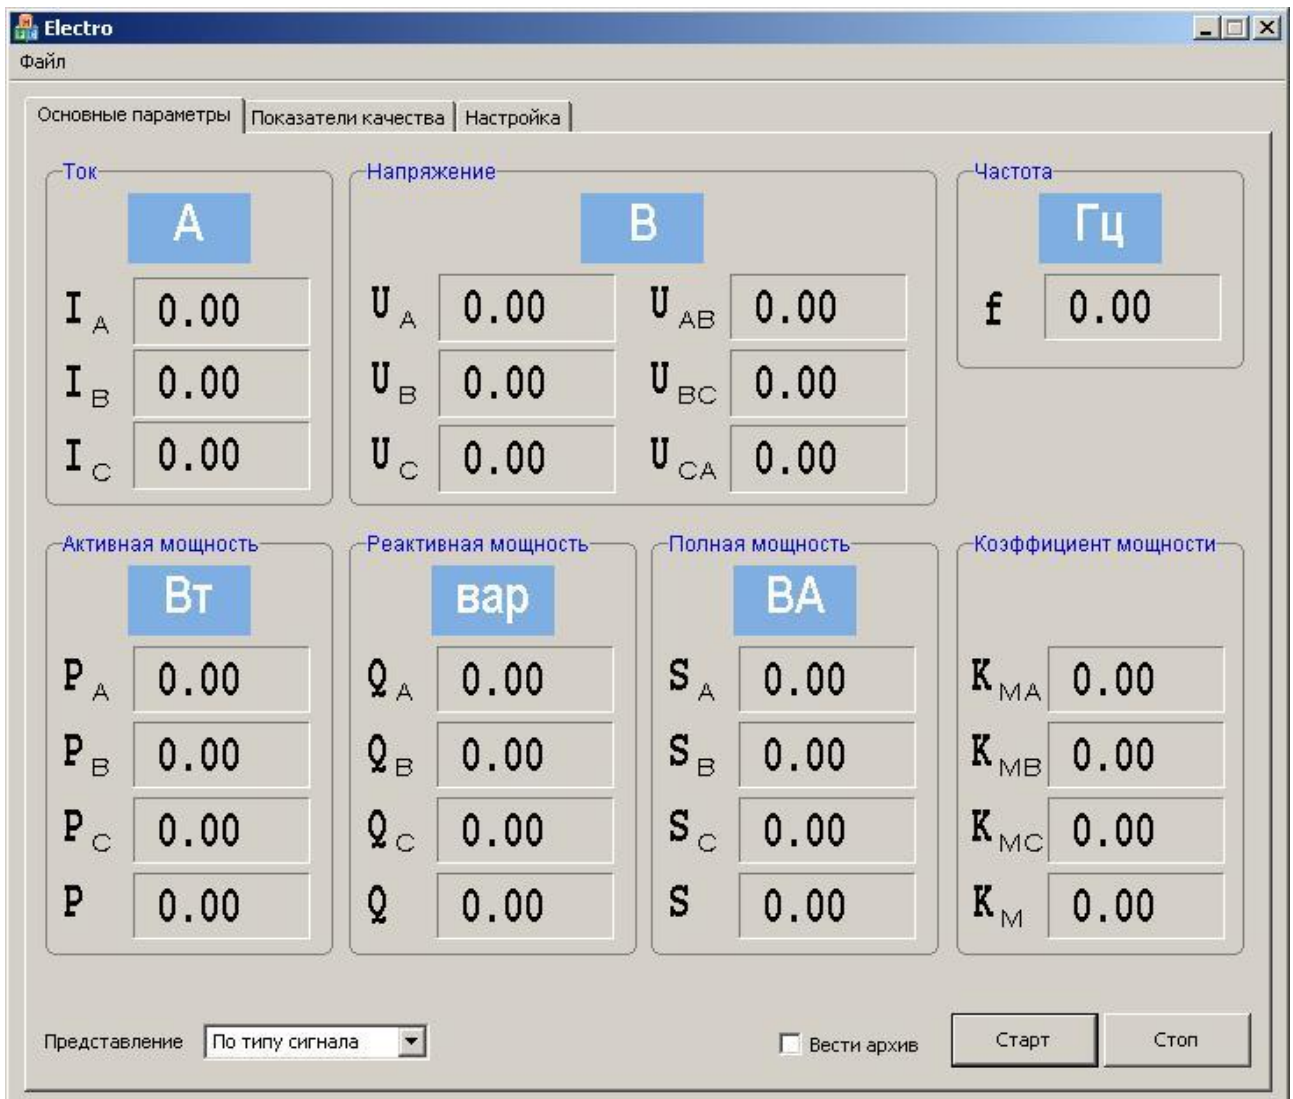 Electro
Файл
Основные параметры Показатели качества Настройка
Ток Напряжение Частота
А В Гц
I A 0.00 U A 0.00 U AB 0.00 f 0.00
I B 0.00 U B 0.00 U BC 0.00
I C 0.00 U C 0.00 U CA 0.00
Активная мощность Реактивная мощность Полная мощность Коэффициент мощности
Вт вар ВА
P A 0.00 Q A 0.00 S A 0.00 K MA 0.00
P B 0.00 Q B 0.00 S B 0.00 K MB 0.00
P C 0.00 Q C 0.00 S C 0.00 K MC 0.00
P 0.00 Q 0.00 S 0.00 K M 0.00
Представление По типу сигнала Вести архив Старт Стоп